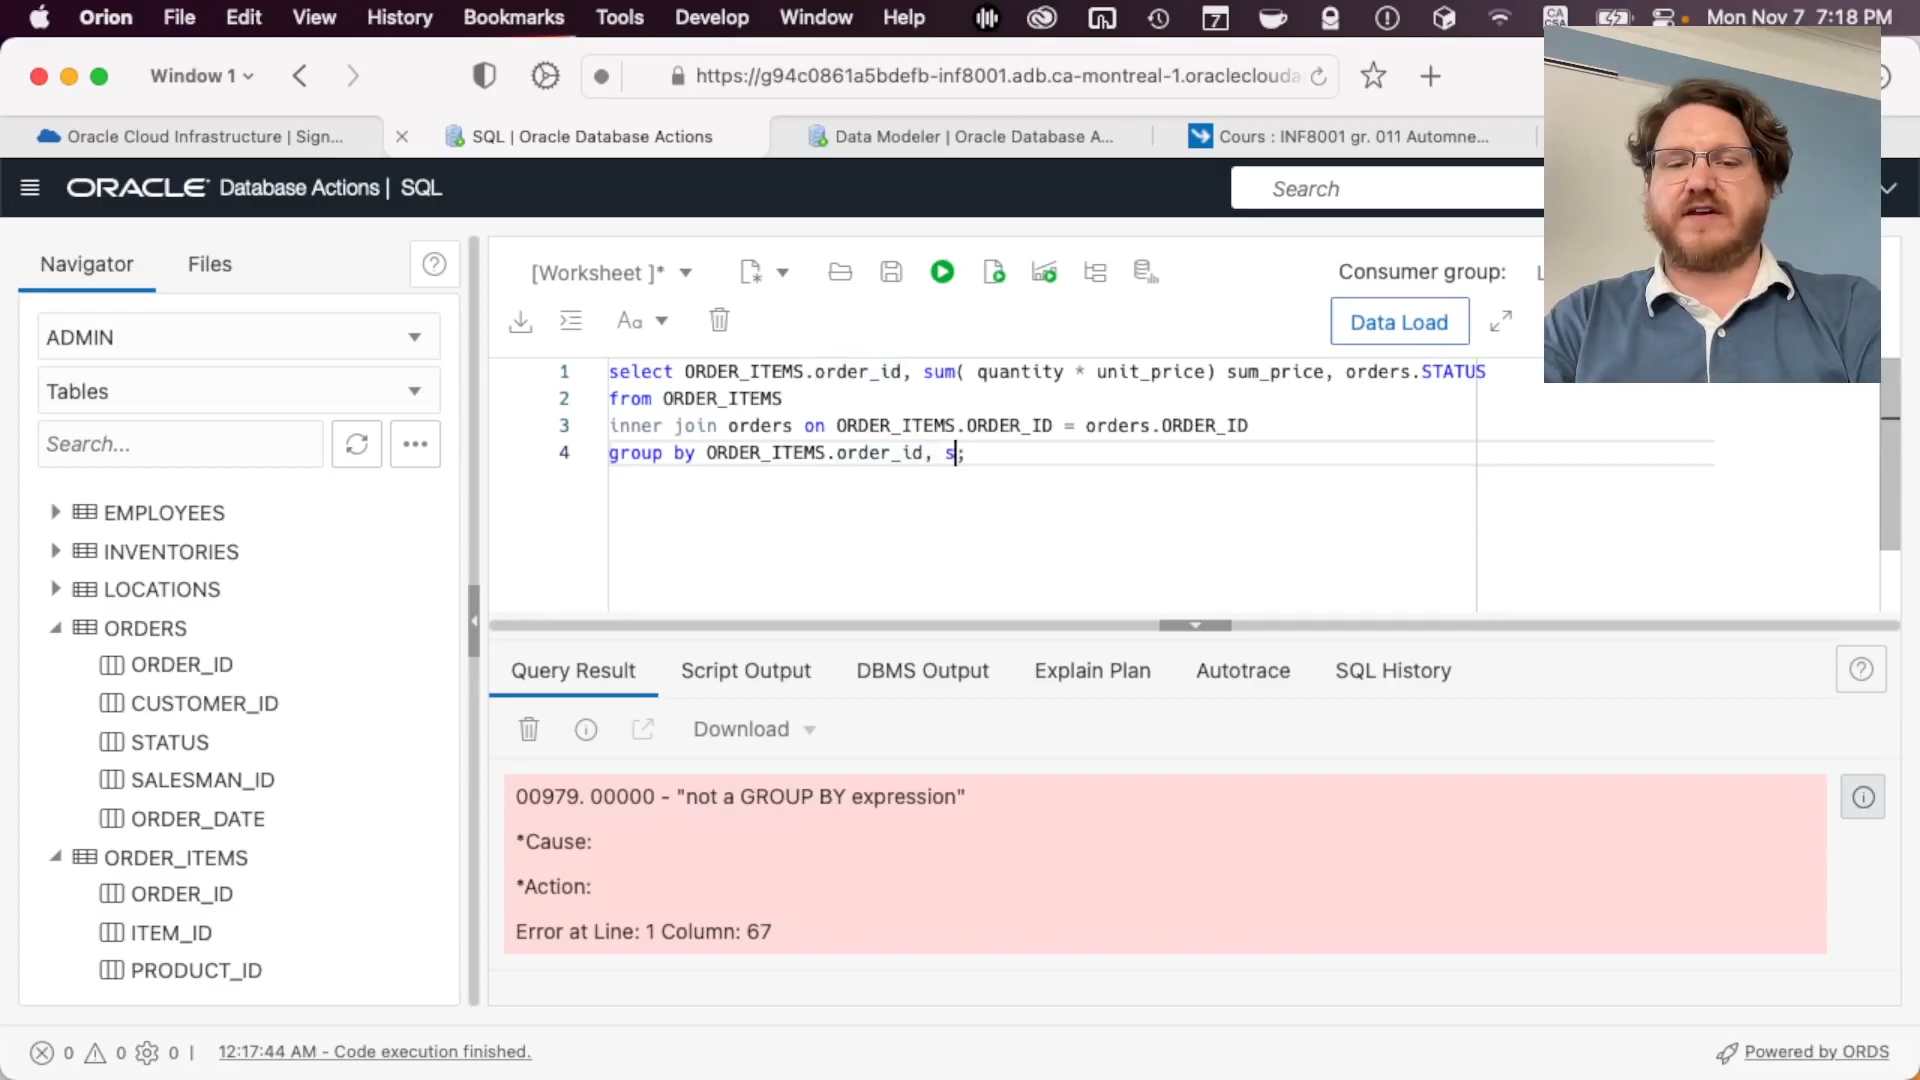 Orion File Edit View History Bookmarks Tools Develop Window Help 7 CA CSA Mon Nov 7 7:18 PM
Window 1 https://g94c0861a5bdefb-inf8001.adb.ca-montreal-1.oracleclouda
Oracle Cloud Infrastructure | Sign... SQL | Oracle Database Actions Data Modeler | Oracle Database A... Cours : INF8001 gr. 011 Automne...
ORACLE Database Actions | SQL Search
Navigator Files
[Worksheet ]* Consumer group:
Aa Data Load
ADMIN
Tables
Search...
EMPLOYEES
INVENTORIES
LOCATIONS
ORDERS
ORDER_ID
CUSTOMER_ID
STATUS
SALESMAN_ID
ORDER_DATE
ORDER_ITEMS
ORDER_ID
ITEM_ID
PRODUCT_ID
1 select ORDER_ITEMS.order_id, sum( quantity * unit_price) sum_price, orders.STATUS
2 from ORDER_ITEMS
3 inner join orders on ORDER_ITEMS.ORDER_ID = orders.ORDER_ID
4 group by ORDER_ITEMS.order_id, s;
Query Result Script Output DBMS Output Explain Plan Autotrace SQL History
Download
00979. 00000 - "not a GROUP BY expression"
*Cause:
*Action:
Error at Line: 1 Column: 67
0 0 0 | 12:17:44 AM - Code execution finished. Powered by ORDS